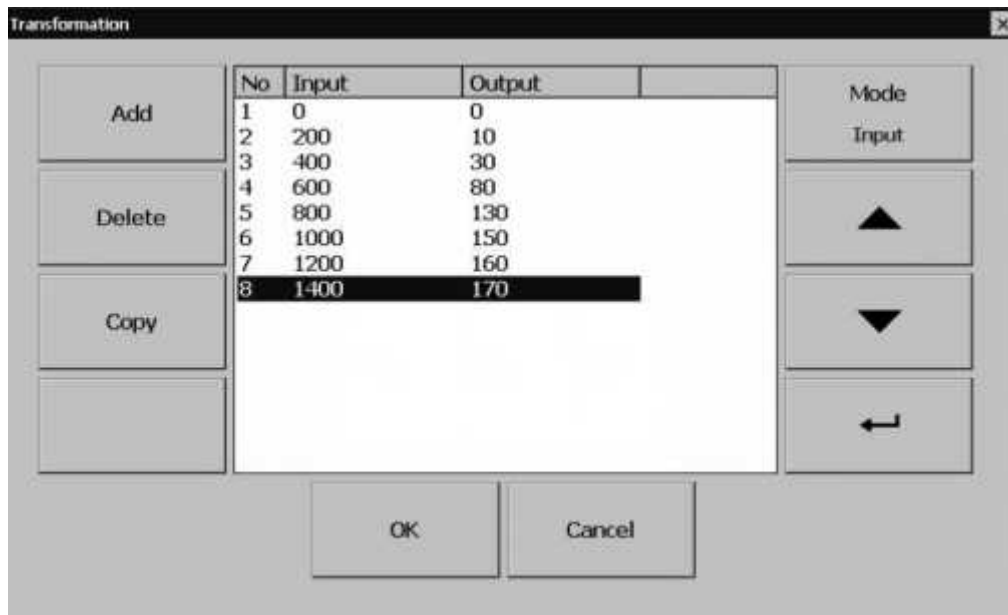 Transformation
Add
Delete
Copy
No Input Output
1 0 0
2 200 10
3 400 30
4 600 80
5 800 130
6 1000 150
7 1200 160
8 1400 170
Mode
Input
OK Cancel